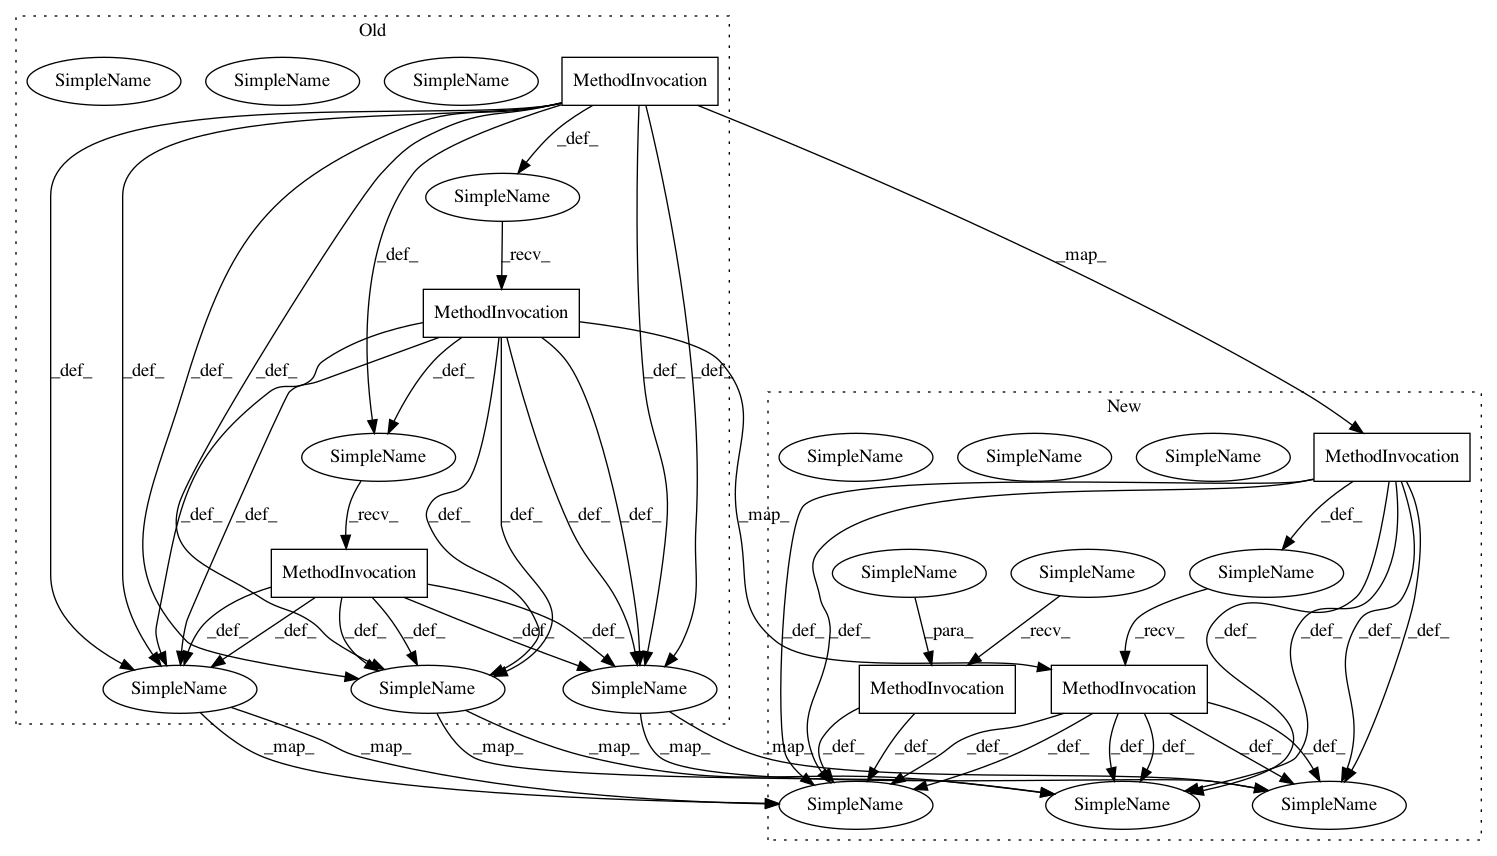 Old
SimpleName SimpleName SimpleName MethodInvocation
_def_
SimpleName
_def_ _recv_ _map_
MethodInvocation
_def_ _def_ _def_ _def_ _def_ _def_ _def_
New
SimpleName SimpleName SimpleName SimpleName MethodInvocation
_def_ _def_ _recv_ _def_ _def_ _def_ _def_ _map_ _def_
MethodInvocation SimpleName SimpleName SimpleName
_def_ _def_ _def_ _def_ _def_ _def_ _def_ _def_ _para_ _recv_ _recv_ _def_ _def_ _def_ _def_
SimpleName SimpleName SimpleName MethodInvocation MethodInvocation
_map_ _map_ _map_ _map_ _map_ _map_ _def_ _def_ _def_ _def_ _def_ _def_ _def_ _def_
SimpleName SimpleName SimpleName